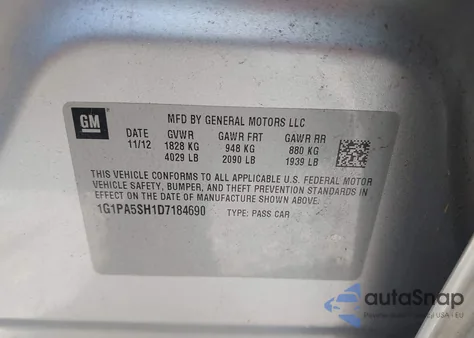 GM
MFD BY GENERAL MOTORS LLC
DATE GVWR GAWR FRT GAWR RR
11/12 1828 KG 948 KG 880 KG
4029 LB 2090 LB 1939 LB
THIS VEHICLE CONFORMS TO ALL APPLICABLE U.S. FEDERAL MOTOR
VEHICLE SAFETY, BUMPER, AND THEFT PREVENTION STANDARDS IN
EFFECT ON THE DATE OF MANUFACTURE SHOWN ABOVE.
1G1PA5SH1D7184690 TYPE: PASS CAR
autoSnap
USA - EU